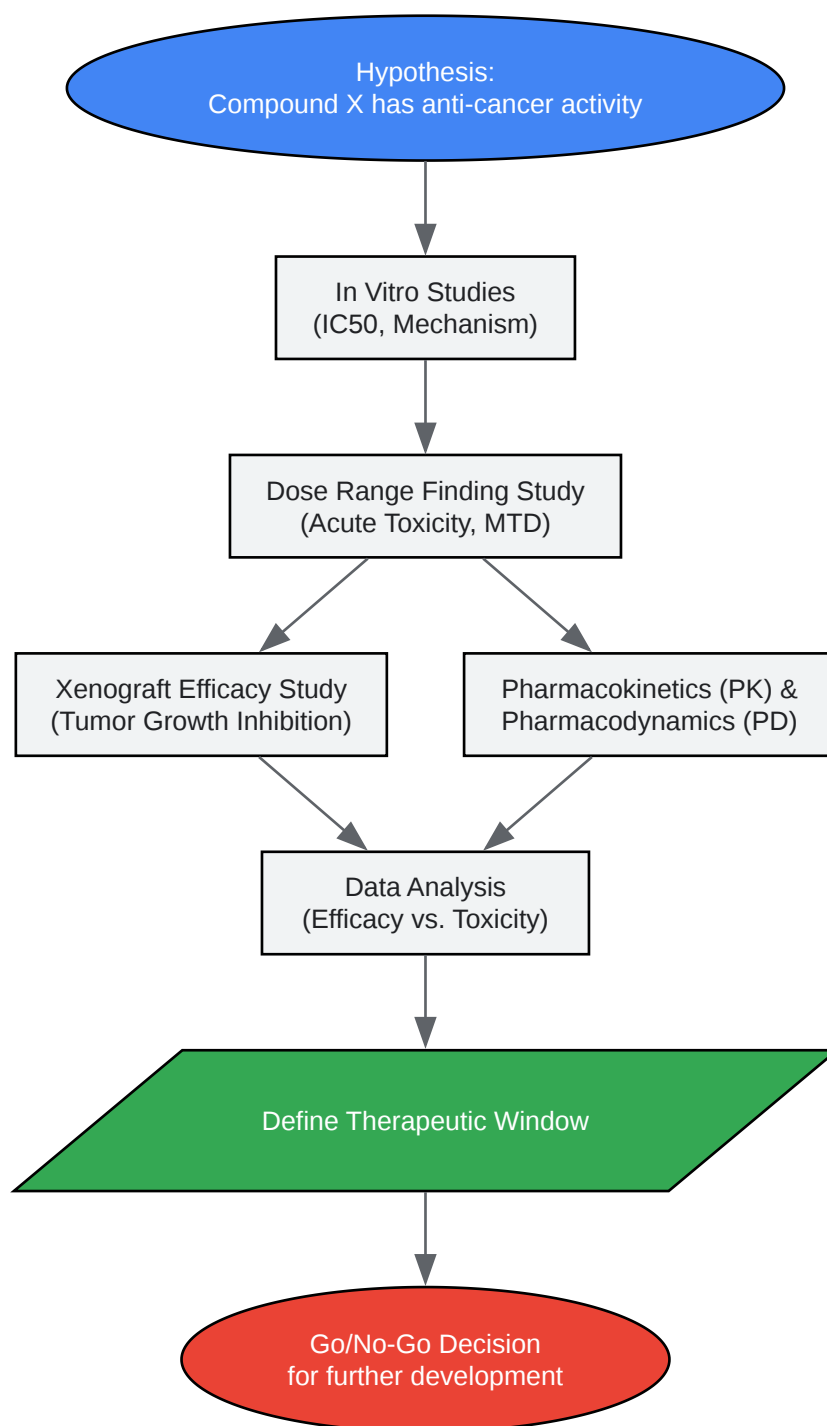 Hypothesis:
Compound X has anti-cancer activity
In Vitro Studies
(IC50, Mechanism)
Dose Range Finding Study
(Acute Toxicity, MTD)
Xenograft Efficacy Study
(Tumor Growth Inhibition)
Pharmacokinetics (PK) &
Pharmacodynamics (PD)
Data Analysis
(Efficacy vs. Toxicity)
Define Therapeutic Window
Go/No-Go Decision
for further development